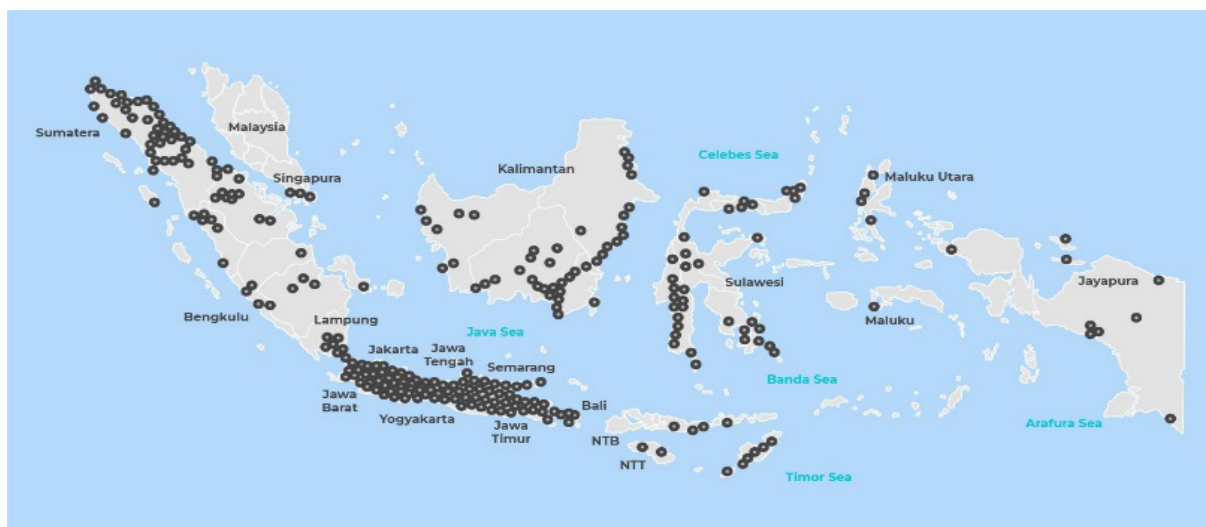 Sumatera
Malaysia
Singapura
Kalimantan
Celebes Sea
Maluku Utara
Bengkulu
Lampung
Java Sea
Sulawesi
Maluku
Jayapura
Jakarta
Jawa
Tengah
Semarang
Banda Sea
Jawa
Barat
Yogyakarta
Jawa
Timur
Bali
NTB
NTT
Arafura Sea
Timor Sea